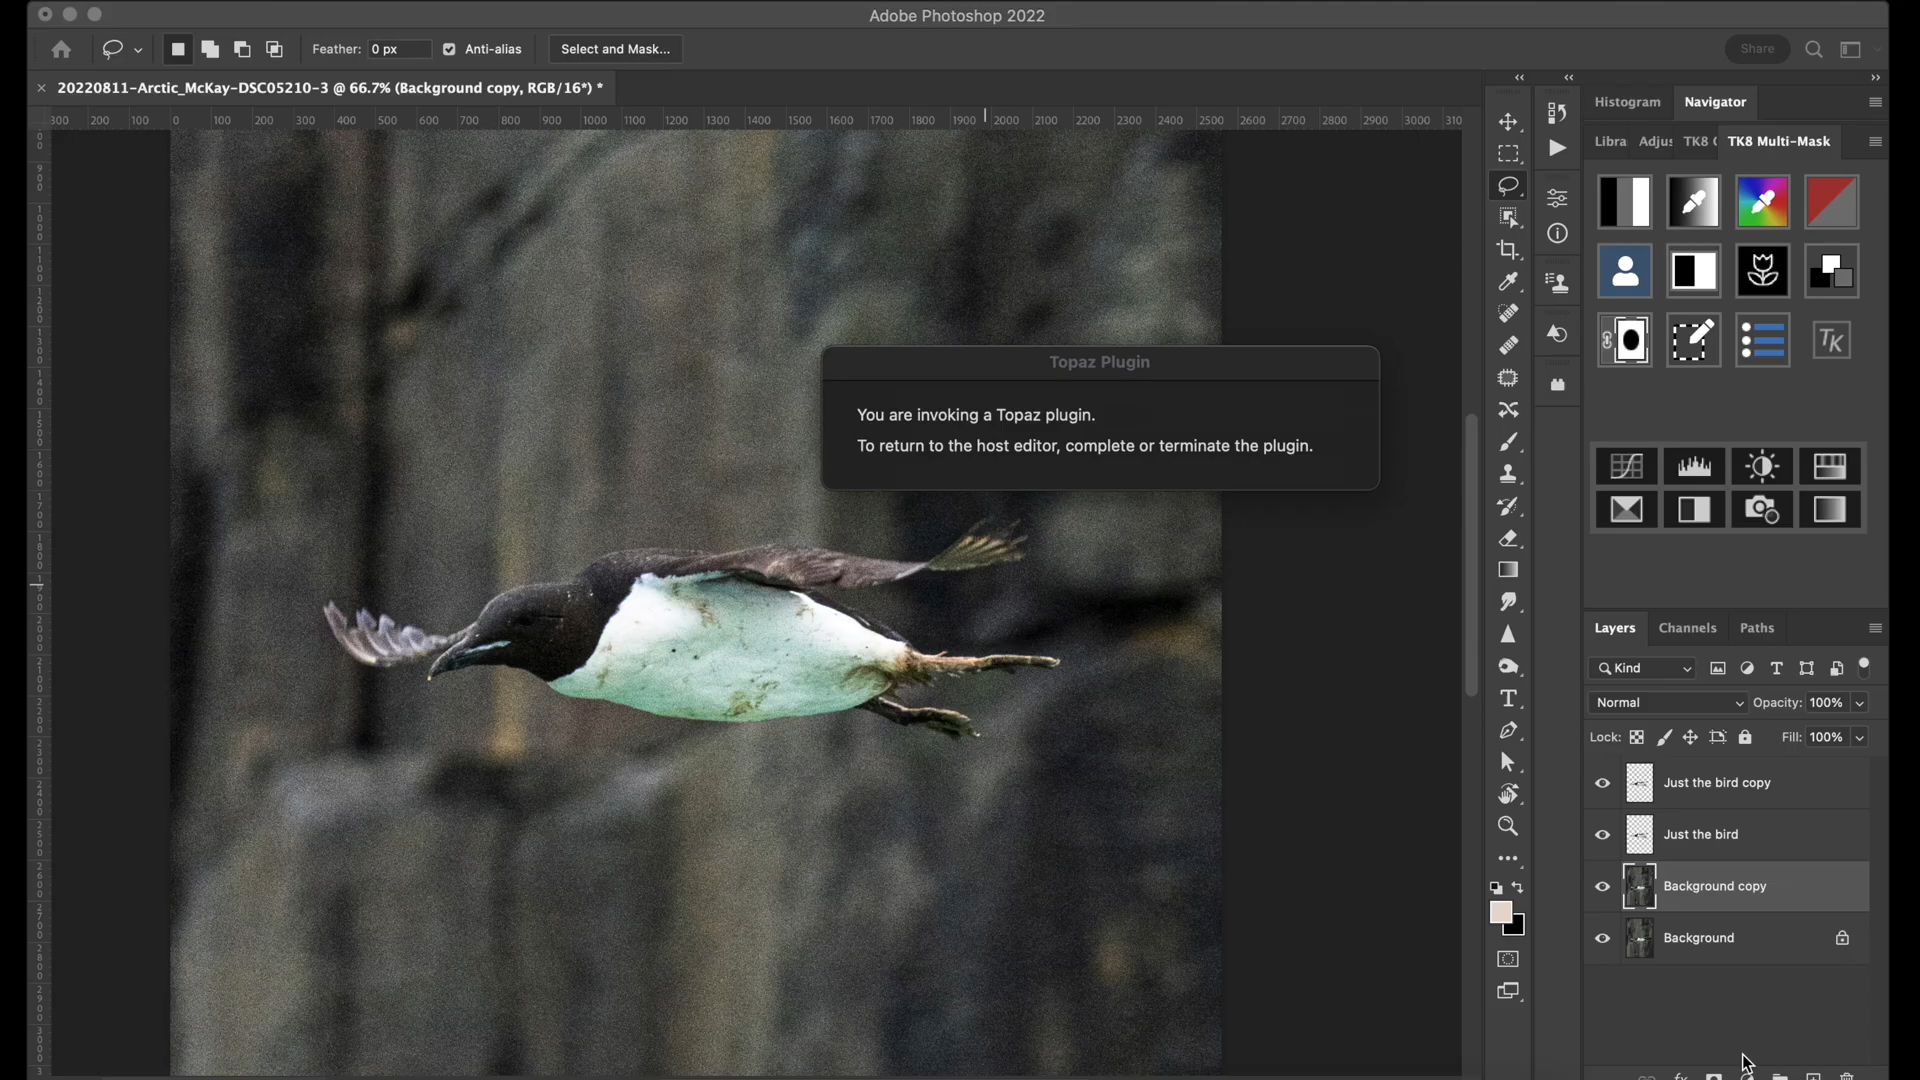 Adobe Photoshop 2022
Feather: 0 px Anti-alias Select and Mask... Share
20220811-Arctic_McKay-DSC05210-3 @ 66.7% (Background copy, RGB/16*) *
300 200 100 0 100 200 300 400 500 600 700 800 900 1000 1100 1200 1300 1400 1500 1600 1700 1800 1900 2000 2100 2200 2300 2400 2500 2600 2700 2800 2900 3000 310
Histogram Navigator
Libra Adjus TK8 C TK8 Multi-Mask
TK
Topaz Plugin
You are invoking a Topaz plugin.
To return to the host editor, complete or terminate the plugin.
Layers Channels Paths
Kind
Normal Opacity: 100%
Lock: Fill: 100%
Just the bird copy
Just the bird
Background copy
Background